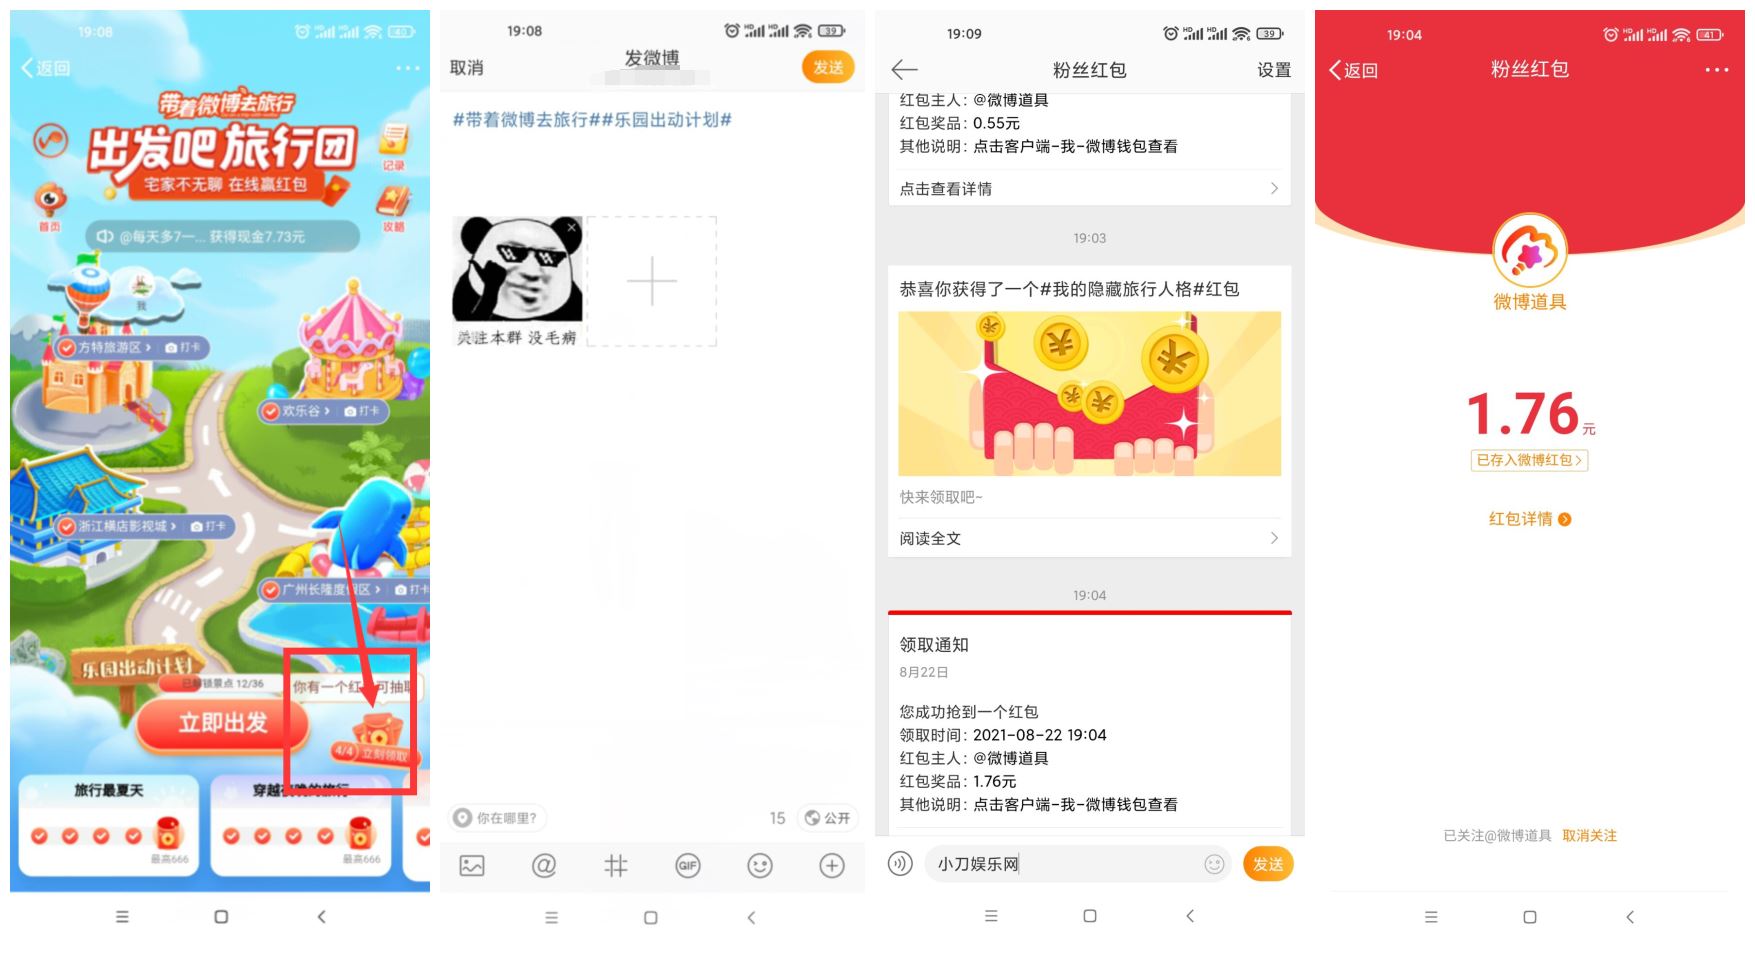 19:08
40
返回
带着微博去旅行
出发吧旅行团
宅家不无聊 在线赢红包
记录
首页
攻略
@每天多7一... 获得现金7.73元
我
方特旅游区 打卡
欢乐谷 打卡
浙江横店影视城 打卡
广州长隆度假区 打卡
乐园出动计划
已解锁景点 12/36
你有一个红包可抽取
立即出发
4/4 立刻领取
旅行最夏天
穿越夜晚的旅行
最高666
最高666
19:08
39
取消
发微博
发送
#带着微博去旅行##乐园出动计划#
关注本群 没毛病
你在哪里?
15
公开
GIF
19:09
39
粉丝红包
设置
红包主人: @微博道具
红包奖品: 0.55元
其他说明: 点击客户端-我-微博钱包查看
点击查看详情
19:03
恭喜你获得了一个#我的隐藏旅行人格#红包
快来领取吧~
阅读全文
19:04
领取通知
8月22日
您成功抢到一个红包
领取时间: 2021-08-22 19:04
红包主人: @微博道具
红包奖品: 1.76元
其他说明: 点击客户端-我-微博钱包查看
小刀娱乐网
发送
19:04
41
返回
粉丝红包
微博道具
1.76元
已存入微博红包
红包详情
已关注@微博道具 取消关注